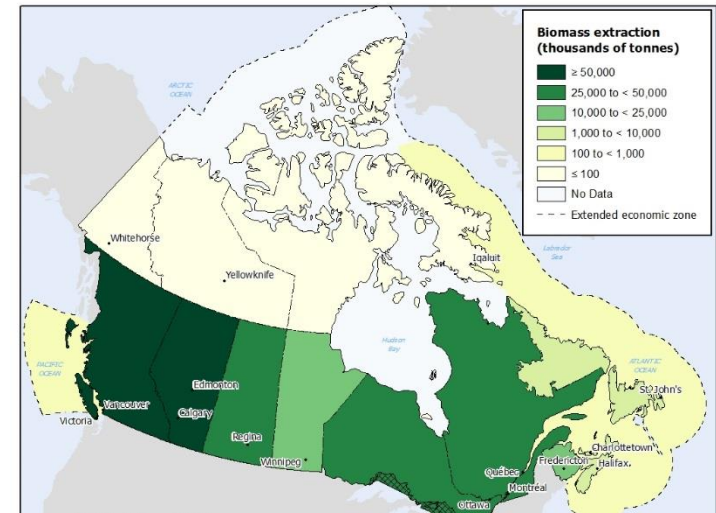 Biomass extraction
(thousands of tonnes)
≥ 50,000
25,000 to < 50,000
10,000 to < 25,000
1,000 to < 10,000
100 to < 1,000
≤ 100
No Data
Extended economic zone
ARCTIC
OCEAN
Whitehorse
Yellowknife
Iqaluit
Labrador
Sea
Hudson
Bay
PACIFIC
OCEAN
ATLANTIC
OCEAN
Edmonton
St. John's
Vancouver
Calgary
Victoria
Regina
Winnipeg
Charlottetown
Québec
Fredericton
Halifax
Montréal
Ottawa